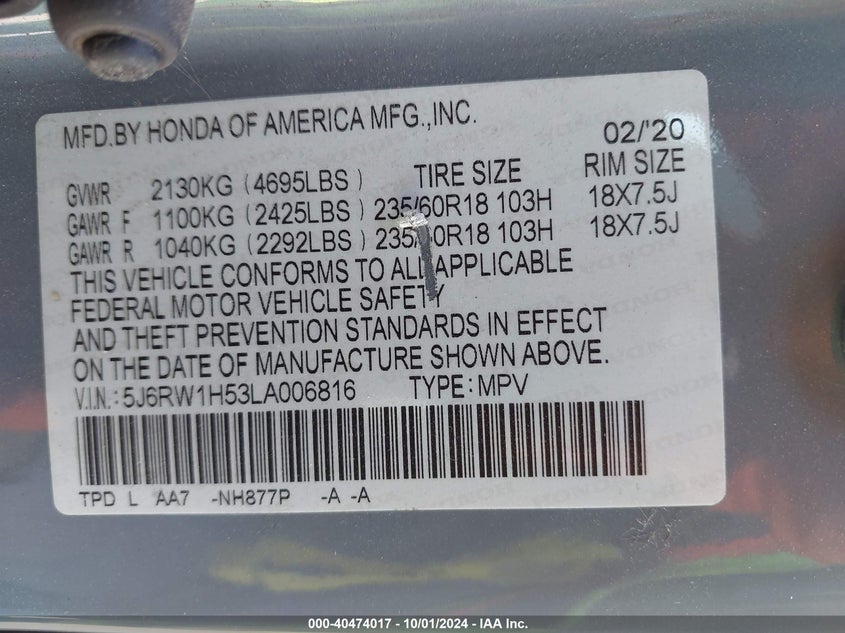 MFD.BY HONDA OF AMERICA MFG.,INC. 02/'20
GVWR 2130KG (4695LBS) TIRE SIZE RIM SIZE
GAWR F 1100KG (2425LBS) 235/60R18 103H 18X7.5J
GAWR R 1040KG (2292LBS) 235/60R18 103H 18X7.5J
THIS VEHICLE CONFORMS TO ALL APPLICABLE
FEDERAL MOTOR VEHICLE SAFETY
AND THEFT PREVENTION STANDARDS IN EFFECT
ON THE DATE OF MANUFACTURE SHOWN ABOVE.
V.I.N.: 5J6RW1H53LA006816 TYPE: MPV
TPD L AA7 -NH877P -A -A
000-40474017 - 10/01/2024 - IAA Inc.